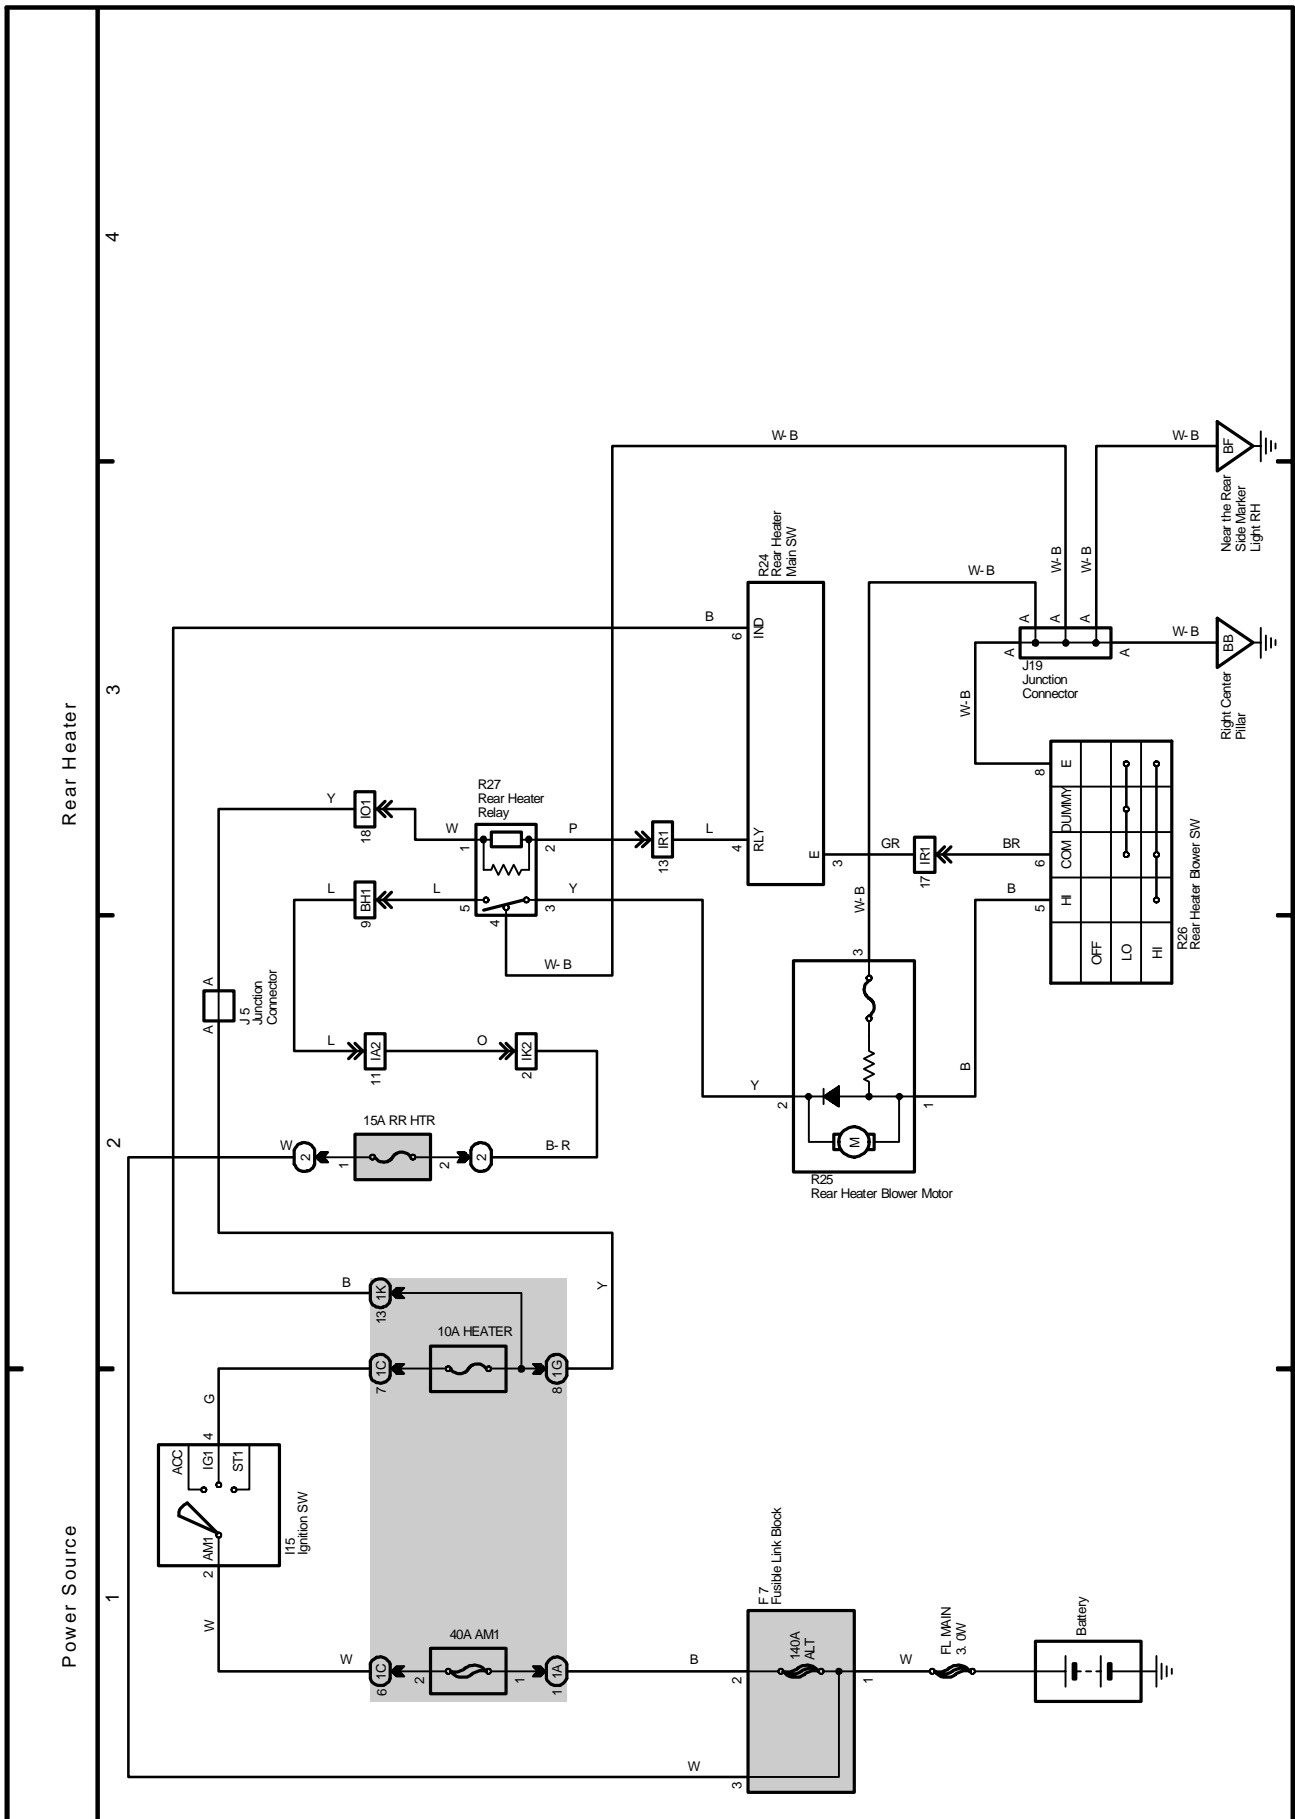 Power Source
Rear Heater
1
2
3
4
W
2
AM1
ACC
IG1
ST1
4
G
I15
Ignition SW
W
1C
6
2
40A AM1
1
1A
1
B
7
1C
10A HEATER
8
1G
Y
B
13
1K
W
2
1
15A RR HTR
2
2
B-R
A
A
J 5
Junction
Connector
L
11
IA2
O
2
IK2
L
9
BH1
L
5
Y
18
IO1
W
1
R27
Rear Heater
Relay
4
W-B
3
Y
2
P
13
IR1
L
4
RLY
B
6
IND
R24
Rear Heater
Main SW
E
3
GR
17
IR1
BR
W-B
Y
2
M
1
B
3
W-B
W-B
R25
Rear Heater Blower Motor
B
5
6
8
HI
COM
DUMMY
E
OFF
LO
HI
R26
Rear Heater Blower SW
W-B
A
A
A
A
A
W-B
W-B
J19
Junction
Connector
W-B
BB
Right Center
Pillar
W-B
BF
Near the Rear
Side Marker
Light RH
F 7
Fusible Link Block
2
140A
ALT
3
W
1
W
FL MAIN
3. 0W
Battery